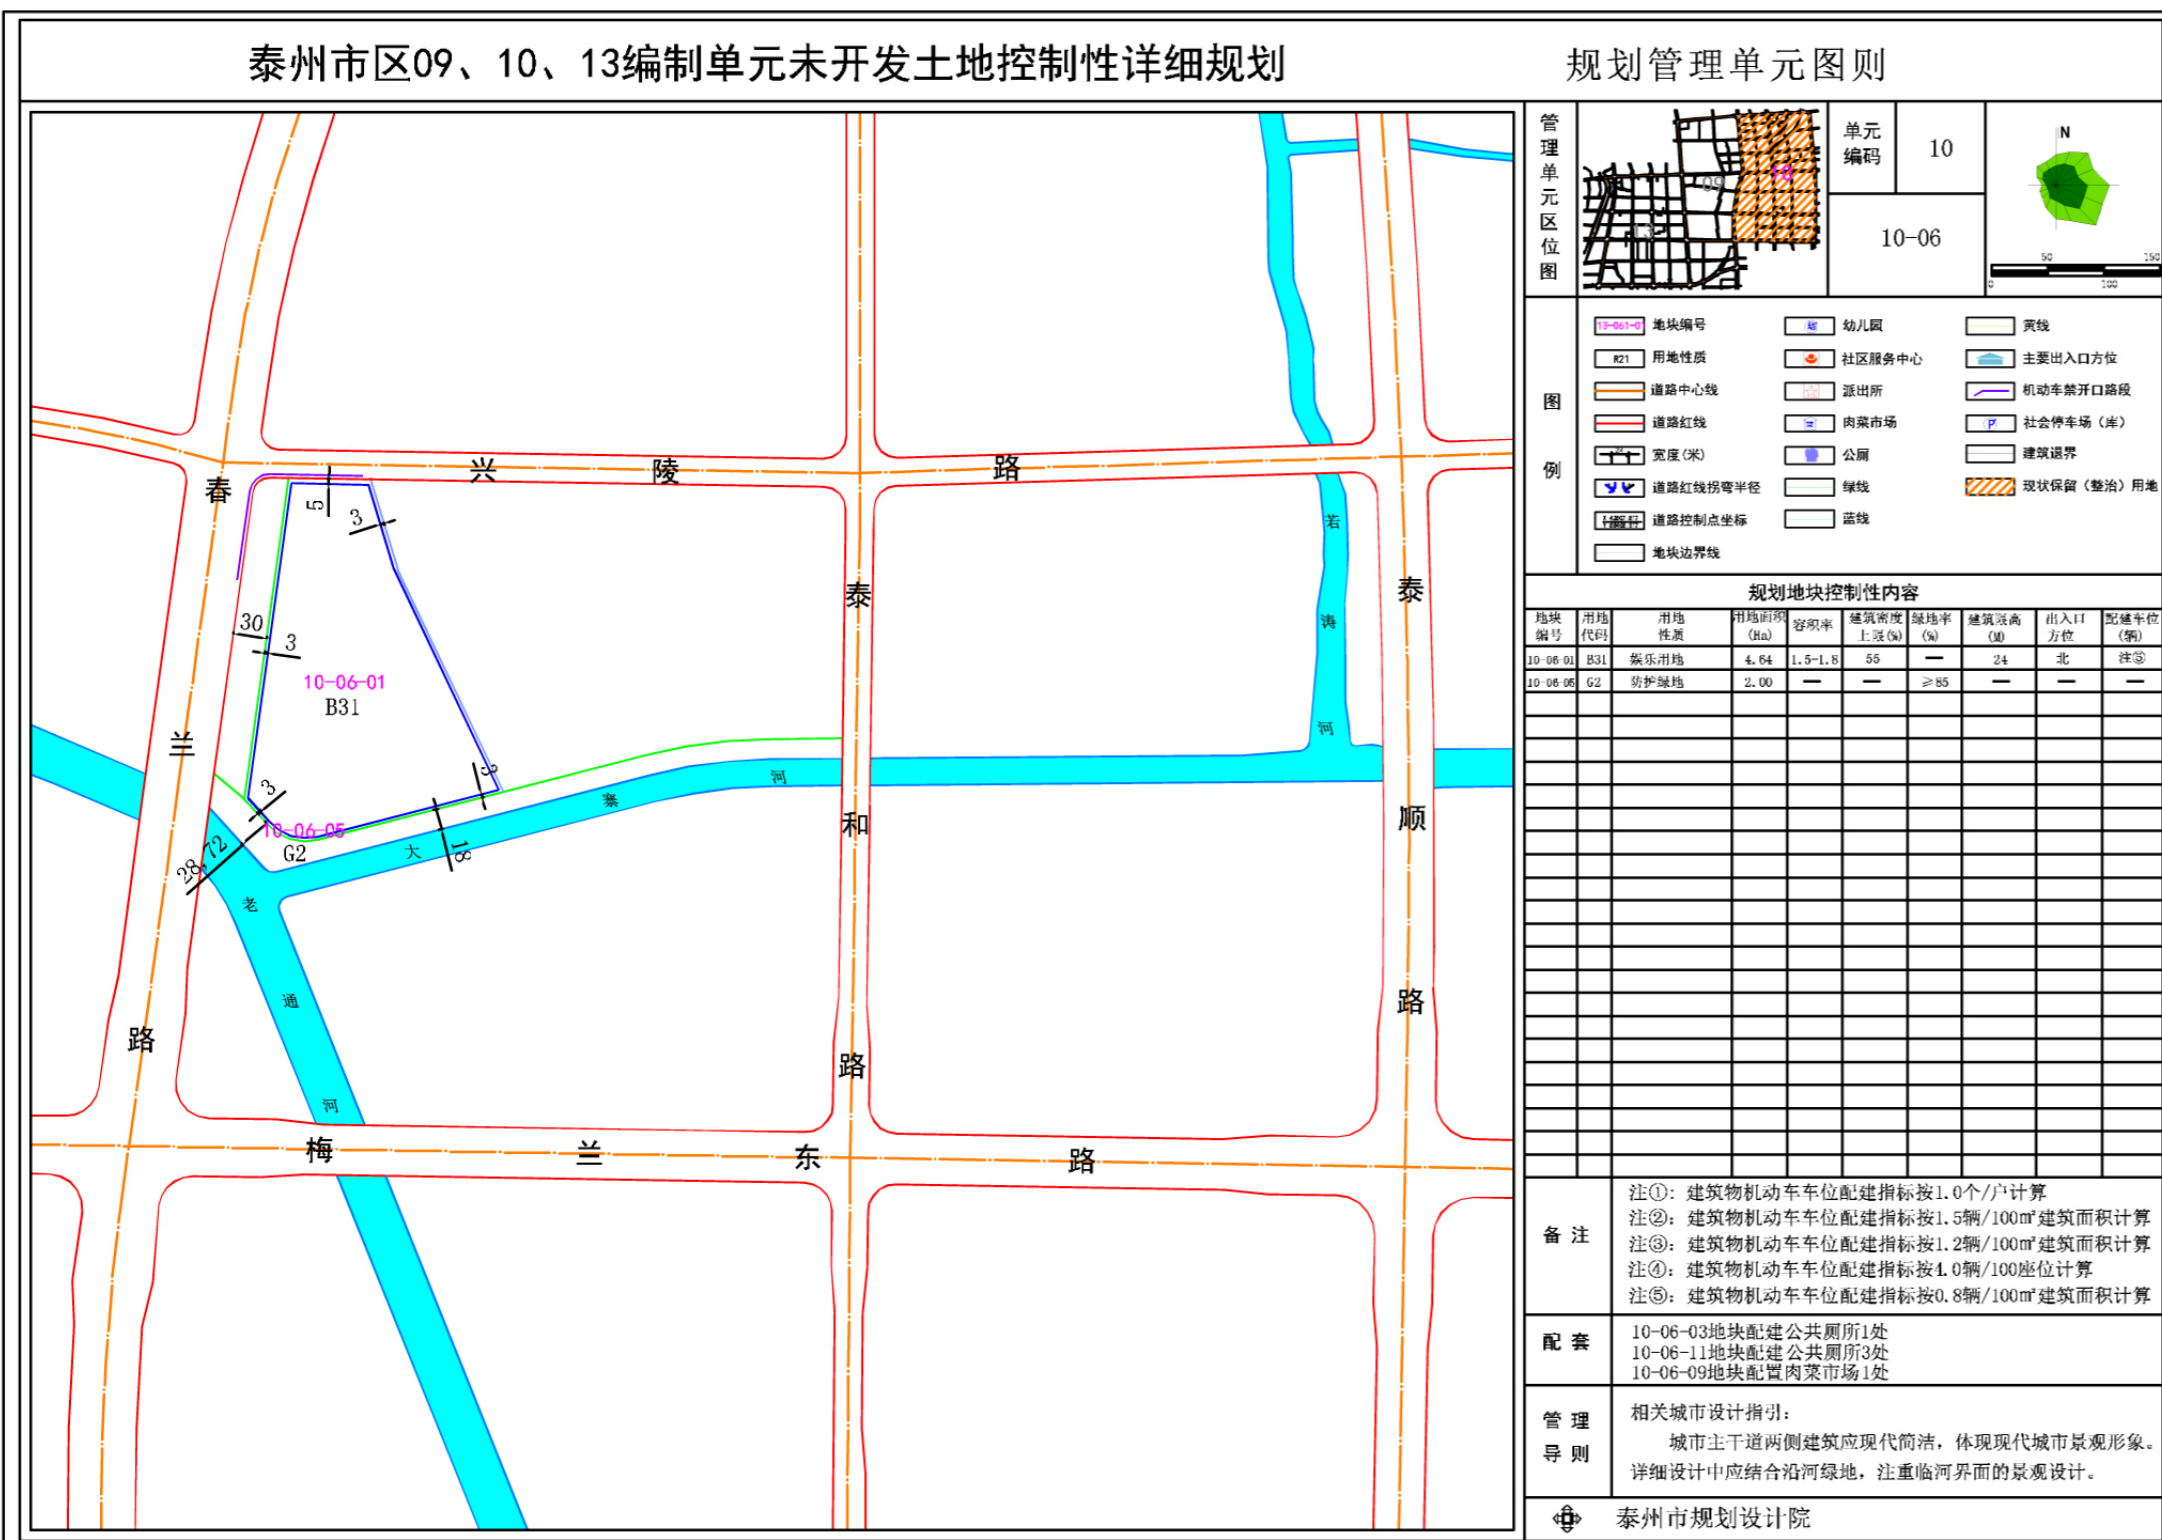 泰州市区09、10、13编制单元未开发土地控制性详细规划
规划管理单元图则
春
兰
路
兴 陵 路
泰
和
路
泰
顺
路
梅 兰 东 路
若
涛
河
大 寨 河
老
通
河
5
3
30
3
10-06-01
B31
3
3
10-06-05
G2
28.72
18
管理单元区位图
09
10
13
单元编码
10
10-06
N
50 150
0 100
图例
13-061-01 地块编号
R21 用地性质
道路中心线
道路红线
宽度(米)
道路红线拐弯半径
道路控制点坐标
地块边界线
幼儿园
社区服务中心
派出所
肉菜市场
公厕
绿线
蓝线
黄线
主要出入口方位
机动车禁开口路段
P 社会停车场（库）
建筑退界
现状保留（整治）用地
规划地块控制性内容
地块编号 用地代码 用地性质 用地面积(Ha) 容积率 建筑密度上限(%) 绿地率(%) 建筑限高(M) 出入口方位 配建车位(辆)
10-06-01 B31 娱乐用地 4.64 1.5-1.8 55 — 24 北 注⑤
10-06-05 G2 防护绿地 2.00 — — ≥85 — — —
备注
注①：建筑物机动车车位配建指标按1.0个/户计算
注②：建筑物机动车车位配建指标按1.5辆/100㎡建筑面积计算
注③：建筑物机动车车位配建指标按1.2辆/100㎡建筑面积计算
注④：建筑物机动车车位配建指标按4.0辆/100座位计算
注⑤：建筑物机动车车位配建指标按0.8辆/100㎡建筑面积计算
配套
10-06-03地块配建公共厕所1处
10-06-11地块配建公共厕所3处
10-06-09地块配置肉菜市场1处
管理导则
相关城市设计指引：
城市主干道两侧建筑应现代简洁，体现现代城市景观形象。
详细设计中应结合沿河绿地，注重临河界面的景观设计。
泰州市规划设计院